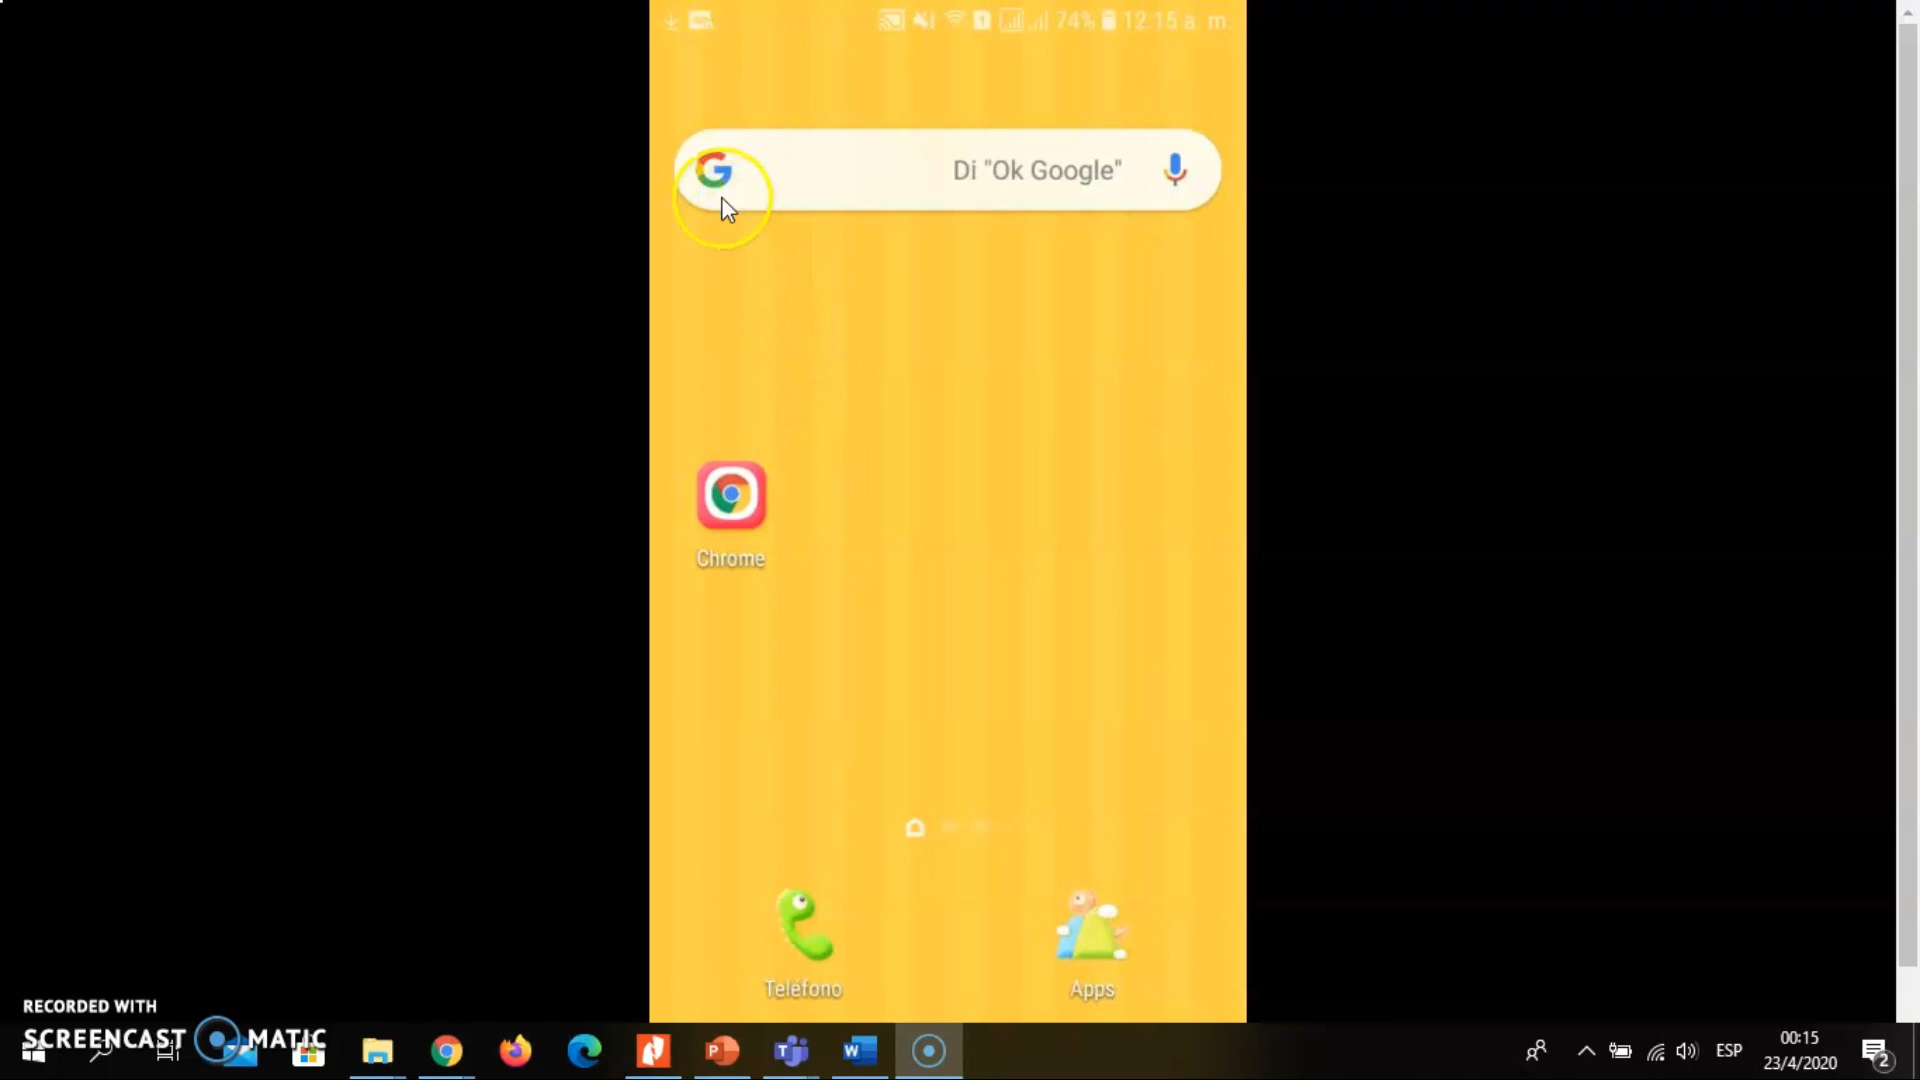 74% 12:15 a. m.
Di "Ok Google"
Chrome
Teléfono
Apps
RECORDED WITH
SCREENCAST MATIC
ESP
00:15
23/4/2020
2